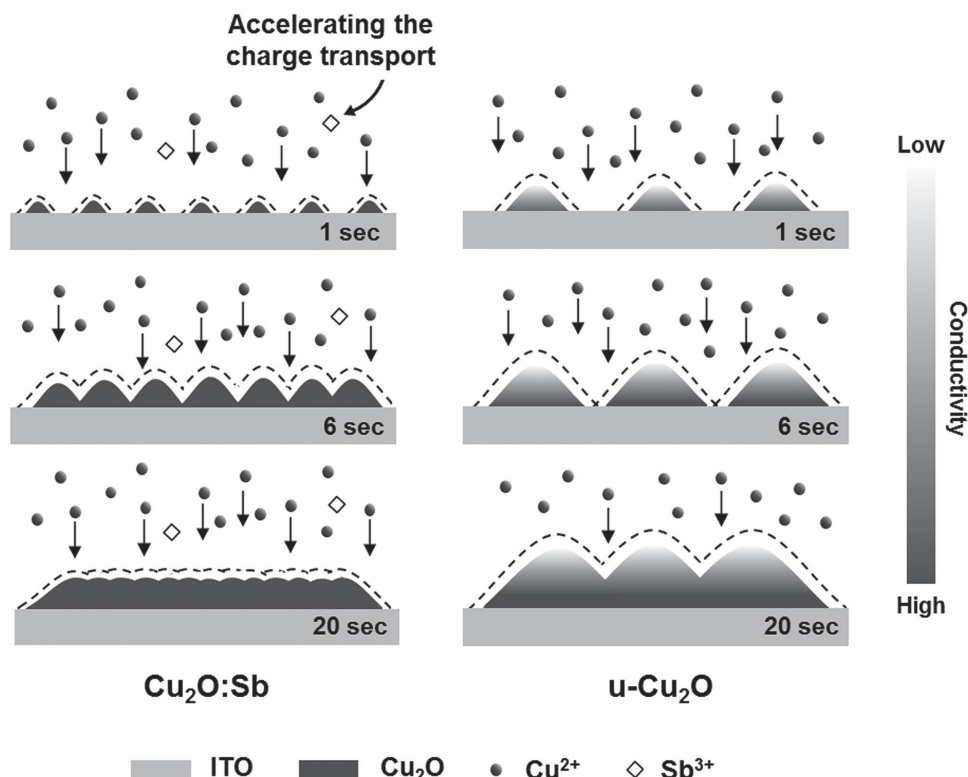 Accelerating the
charge transport
1 sec
1 sec
6 sec
6 sec
20 sec
20 sec
Low
Conductivity
High
Cu₂O:Sb
u-Cu₂O
ITO
Cu₂O
Cu²⁺
Sb³⁺